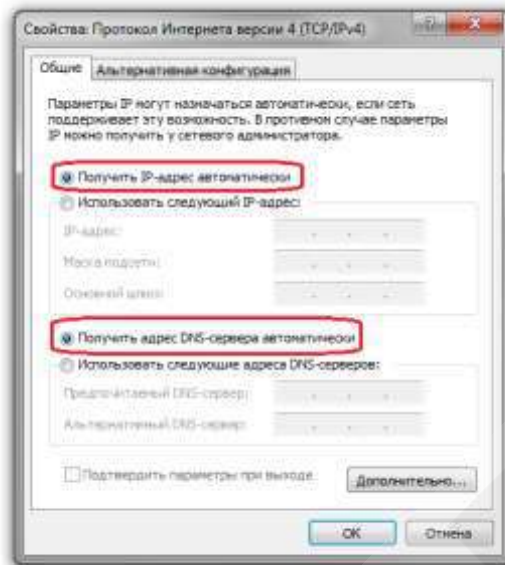 Свойства: Протокол Интернета версии 4 (TCP/IPv4)
Общие
Альтернативная конфигурация
Параметры IP могут назначаться автоматически, если сеть
поддерживает эту возможность. В противном случае параметры
IP можно получить у сетевого администратора.
Получить IP-адрес автоматически
Использовать следующий IP-адрес:
IP-адрес:
Маска подсети:
Основной шлюз:
Получить адрес DNS-сервера автоматически
Использовать следующие адреса DNS-серверов:
Предпочитаемый DNS-сервер:
Альтернативный DNS-сервер:
Подтвердить параметры при выходе
Дополнительно...
OK
Отмена